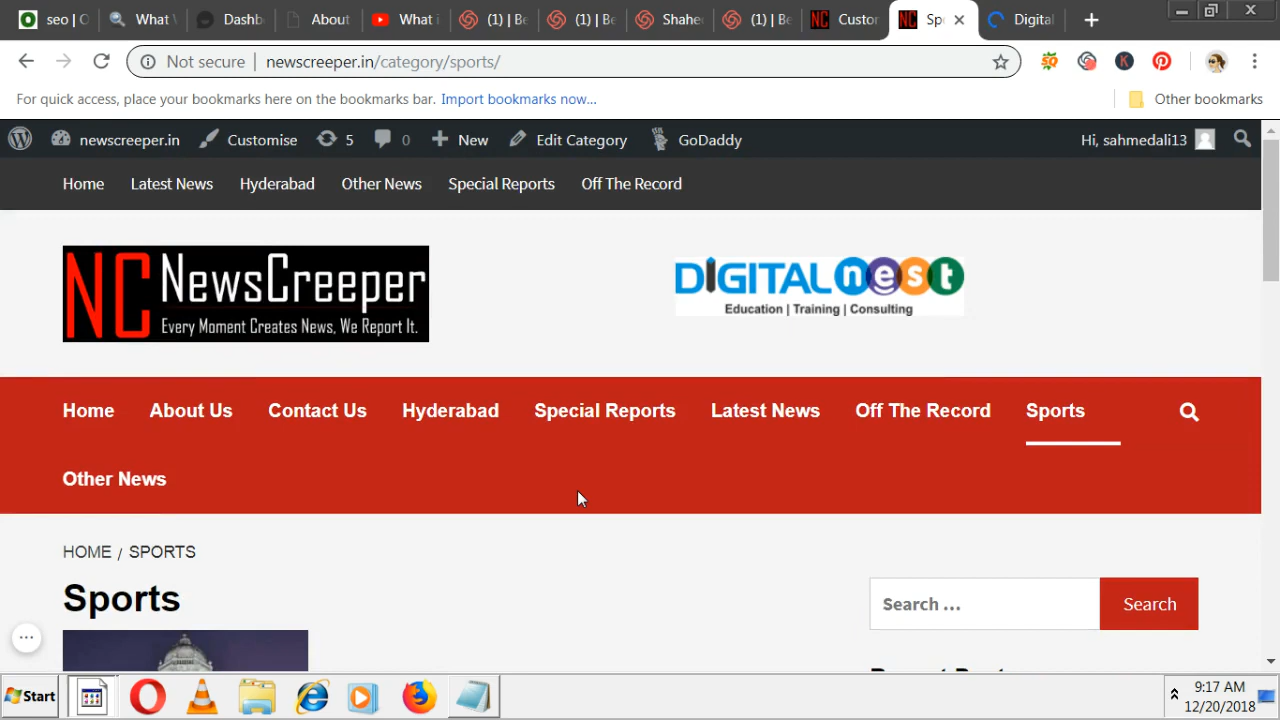 seo | What Dashb About What i (1) | Be (1) | Be Shahe (1) | Be Custor Sp Digital
Not secure | newscreeper.in/category/sports/
For quick access, place your bookmarks here on the bookmarks bar. Import bookmarks now... Other bookmarks
newscreeper.in Customise 5 0 New Edit Category GoDaddy Hi, sahmedali13
Home Latest News Hyderabad Other News Special Reports Off The Record
NC NewsCreeper
Every Moment Creates News, We Report It.
DIGITAL nest
Education | Training | Consulting
Home About Us Contact Us Hyderabad Special Reports Latest News Off The Record Sports
Other News
HOME / SPORTS
Sports
Search ... Search
Start 9:17 AM
12/20/2018